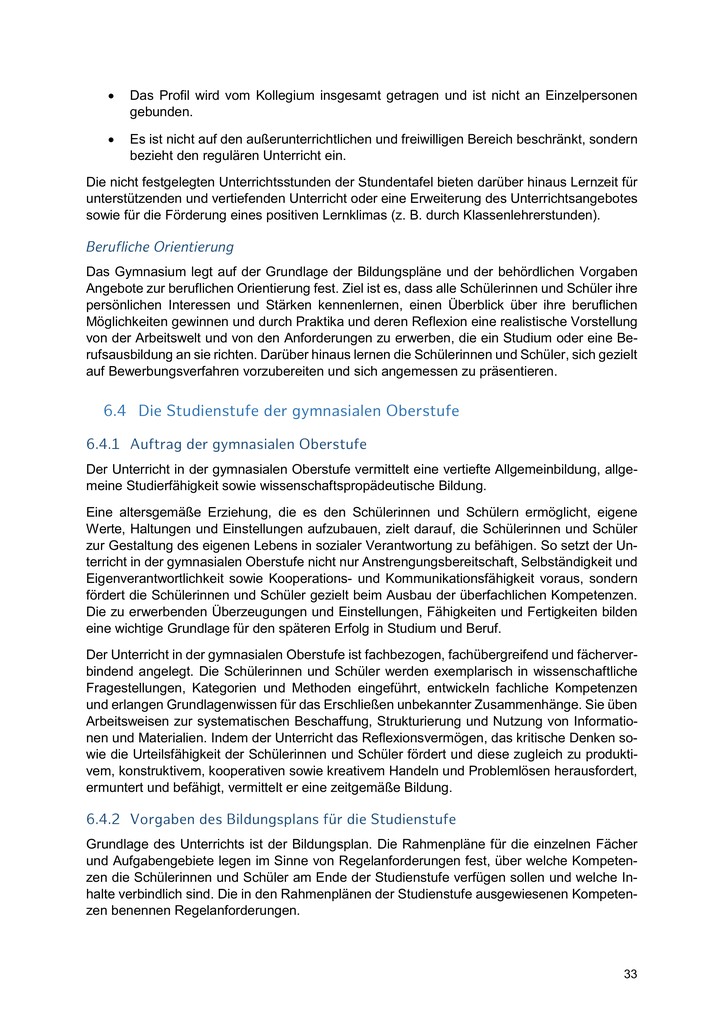 • Das Profil wird vom Kollegium insgesamt getragen und ist nicht an Einzelpersonen
gebunden.
• Es ist nicht auf den außerunterrichtlichen und freiwilligen Bereich beschränkt, sondern
bezieht den regulären Unterricht ein.
Die nicht festgelegten Unterrichtsstunden der Stundentafel bieten darüber hinaus Lernzeit für
unterstützenden und vertiefenden Unterricht oder eine Erweiterung des Unterrichtsangebotes
sowie für die Förderung eines positiven Lernklimas (z. B. durch Klassenlehrerstunden).
Berufliche Orientierung
Das Gymnasium legt auf der Grundlage der Bildungspläne und der behördlichen Vorgaben
Angebote zur beruflichen Orientierung fest. Ziel ist es, dass alle Schülerinnen und Schüler ihre
persönlichen Interessen und Stärken kennenlernen, einen Überblick über ihre beruflichen
Möglichkeiten gewinnen und durch Praktika und deren Reflexion eine realistische Vorstellung
von der Arbeitswelt und von den Anforderungen zu erwerben, die ein Studium oder eine Be-
rufsausbildung an sie richten. Darüber hinaus lernen die Schülerinnen und Schüler, sich gezielt
auf Bewerbungsverfahren vorzubereiten und sich angemessen zu präsentieren.
6.4 Die Studienstufe der gymnasialen Oberstufe
6.4.1 Auftrag der gymnasialen Oberstufe
Der Unterricht in der gymnasialen Oberstufe vermittelt eine vertiefte Allgemeinbildung, allge-
meine Studierfähigkeit sowie wissenschaftspropädeutische Bildung.
Eine altersgemäße Erziehung, die es den Schülerinnen und Schülern ermöglicht, eigene
Werte, Haltungen und Einstellungen aufzubauen, zielt darauf, die Schülerinnen und Schüler
zur Gestaltung des eigenen Lebens in sozialer Verantwortung zu befähigen. So setzt der Un-
terricht in der gymnasialen Oberstufe nicht nur Anstrengungsbereitschaft, Selbständigkeit und
Eigenverantwortlichkeit sowie Kooperations- und Kommunikationsfähigkeit voraus, sondern
fördert die Schülerinnen und Schüler gezielt beim Ausbau der überfachlichen Kompetenzen.
Die zu erwerbenden Überzeugungen und Einstellungen, Fähigkeiten und Fertigkeiten bilden
eine wichtige Grundlage für den späteren Erfolg in Studium und Beruf.
Der Unterricht in der gymnasialen Oberstufe ist fachbezogen, fachübergreifend und fächerver-
bindend angelegt. Die Schülerinnen und Schüler werden exemplarisch in wissenschaftliche
Fragestellungen, Kategorien und Methoden eingeführt, entwickeln fachliche Kompetenzen
und erlangen Grundlagenwissen für das Erschließen unbekannter Zusammenhänge. Sie üben
Arbeitsweisen zur systematischen Beschaffung, Strukturierung und Nutzung von Informatio-
nen und Materialien. Indem der Unterricht das Reflexionsvermögen, das kritische Denken so-
wie die Urteilsfähigkeit der Schülerinnen und Schüler fördert und diese zugleich zu produkti-
vem, konstruktivem, kooperativen sowie kreativem Handeln und Problemlösen herausfordert,
ermuntert und befähigt, vermittelt er eine zeitgemäße Bildung.
6.4.2 Vorgaben des Bildungsplans für die Studienstufe
Grundlage des Unterrichts ist der Bildungsplan. Die Rahmenpläne für die einzelnen Fächer
und Aufgabengebiete legen im Sinne von Regelanforderungen fest, über welche Kompeten-
zen die Schülerinnen und Schüler am Ende der Studienstufe verfügen sollen und welche In-
halte verbindlich sind. Die in den Rahmenplänen der Studienstufe ausgewiesenen Kompeten-
zen benennen Regelanforderungen.
33